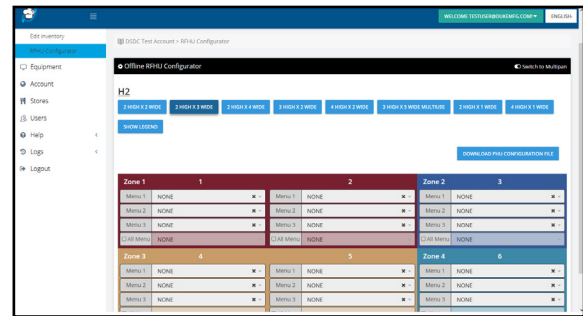 WELCOME TESTUSER@DUKEMFG.COM
ENGLISH
Edit inventory
RFHU Configurator
Equipment
Account
Stores
Users
Help
Logs
Logout
DSDC Test Account > RFHU Configurator
Offline RFHU Configurator
Switch to Multipan
H2
2 HIGH X 2 WIDE
2 HIGH X 3 WIDE
2 HIGH X 4 WIDE
3 HIGH X 2 WIDE
4 HIGH X 2 WIDE
3 HIGH X 3 WIDE MULTIUSE
2 HIGH X 1 WIDE
4 HIGH X 1 WIDE
SHOW LEGEND
DOWNLOAD PHU CONFIGURATION FILE
Zone 1 1 2 Zone 2 3
Menu 1 NONE Menu 1 NONE Menu 1 NONE
Menu 2 NONE Menu 2 NONE Menu 2 NONE
Menu 3 NONE Menu 3 NONE Menu 3 NONE
All Menu NONE All Menu NONE All Menu NONE
Zone 3 4 5 Zone 4 6
Menu 1 NONE Menu 1 NONE Menu 1 NONE
Menu 2 NONE Menu 2 NONE Menu 2 NONE
Menu 3 NONE Menu 3 NONE Menu 3 NONE